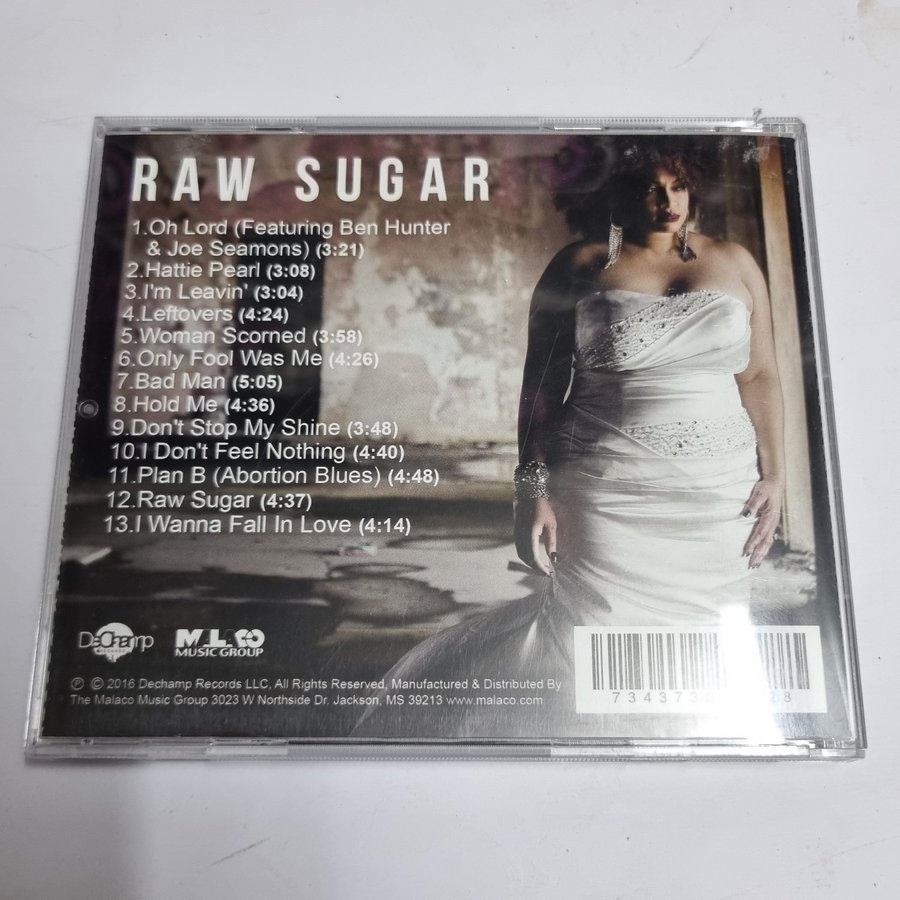 RAW SUGAR
1.Oh Lord (Featuring Ben Hunter
& Joe Seamons) (3:21)
2.Hattie Pearl (3:08)
3.I'm Leavin' (3:04)
4.Leftovers (4:24)
5.Woman Scorned (3:58)
6.Only Fool Was Me (4:26)
7.Bad Man (5:05)
8.Hold Me (4:36)
9.Don't Stop My Shine (3:48)
10.I Don't Feel Nothing (4:40)
11.Plan B (Abortion Blues) (4:48)
12.Raw Sugar (4:37)
13.I Wanna Fall In Love (4:14)
DeChamp
RECORDS
MALACO
MUSIC GROUP
℗ © 2016 Dechamp Records LLC, All Rights Reserved, Manufactured & Distributed By
The Malaco Music Group 3023 W Northside Dr. Jackson, MS 39213 www.malaco.com